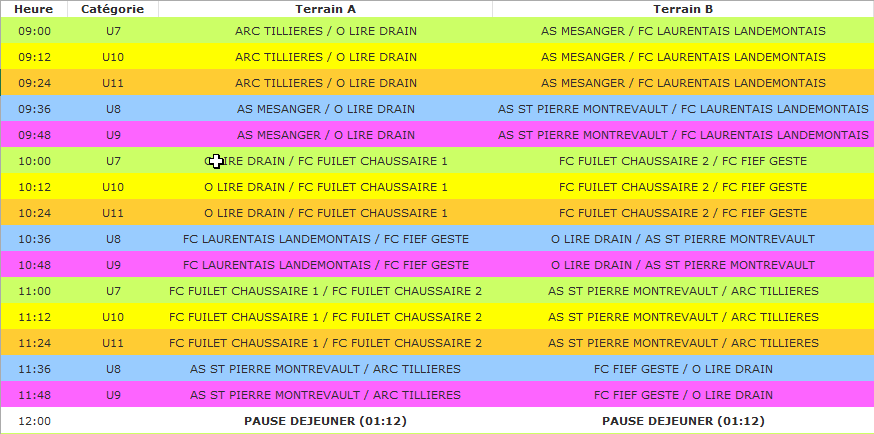 Heure Catégorie Terrain A Terrain B
09:00 U7 ARC TILLIERES / O LIRE DRAIN AS MESANGER / FC LAURENTAIS LANDEMONTAIS
09:12 U10 ARC TILLIERES / O LIRE DRAIN AS MESANGER / FC LAURENTAIS LANDEMONTAIS
09:24 U11 ARC TILLIERES / O LIRE DRAIN AS MESANGER / FC LAURENTAIS LANDEMONTAIS
09:36 U8 AS MESANGER / O LIRE DRAIN AS ST PIERRE MONTREVAULT / FC LAURENTAIS LANDEMONTAIS
09:48 U9 AS MESANGER / O LIRE DRAIN AS ST PIERRE MONTREVAULT / FC LAURENTAIS LANDEMONTAIS
10:00 U7 O LIRE DRAIN / FC FUILET CHAUSSAIRE 1 FC FUILET CHAUSSAIRE 2 / FC FIEF GESTE
10:12 U10 O LIRE DRAIN / FC FUILET CHAUSSAIRE 1 FC FUILET CHAUSSAIRE 2 / FC FIEF GESTE
10:24 U11 O LIRE DRAIN / FC FUILET CHAUSSAIRE 1 FC FUILET CHAUSSAIRE 2 / FC FIEF GESTE
10:36 U8 FC LAURENTAIS LANDEMONTAIS / FC FIEF GESTE O LIRE DRAIN / AS ST PIERRE MONTREVAULT
10:48 U9 FC LAURENTAIS LANDEMONTAIS / FC FIEF GESTE O LIRE DRAIN / AS ST PIERRE MONTREVAULT
11:00 U7 FC FUILET CHAUSSAIRE 1 / FC FUILET CHAUSSAIRE 2 AS ST PIERRE MONTREVAULT / ARC TILLIERES
11:12 U10 FC FUILET CHAUSSAIRE 1 / FC FUILET CHAUSSAIRE 2 AS ST PIERRE MONTREVAULT / ARC TILLIERES
11:24 U11 FC FUILET CHAUSSAIRE 1 / FC FUILET CHAUSSAIRE 2 AS ST PIERRE MONTREVAULT / ARC TILLIERES
11:36 U8 AS ST PIERRE MONTREVAULT / ARC TILLIERES FC FIEF GESTE / O LIRE DRAIN
11:48 U9 AS ST PIERRE MONTREVAULT / ARC TILLIERES FC FIEF GESTE / O LIRE DRAIN
12:00 PAUSE DEJEUNER (01:12) PAUSE DEJEUNER (01:12)